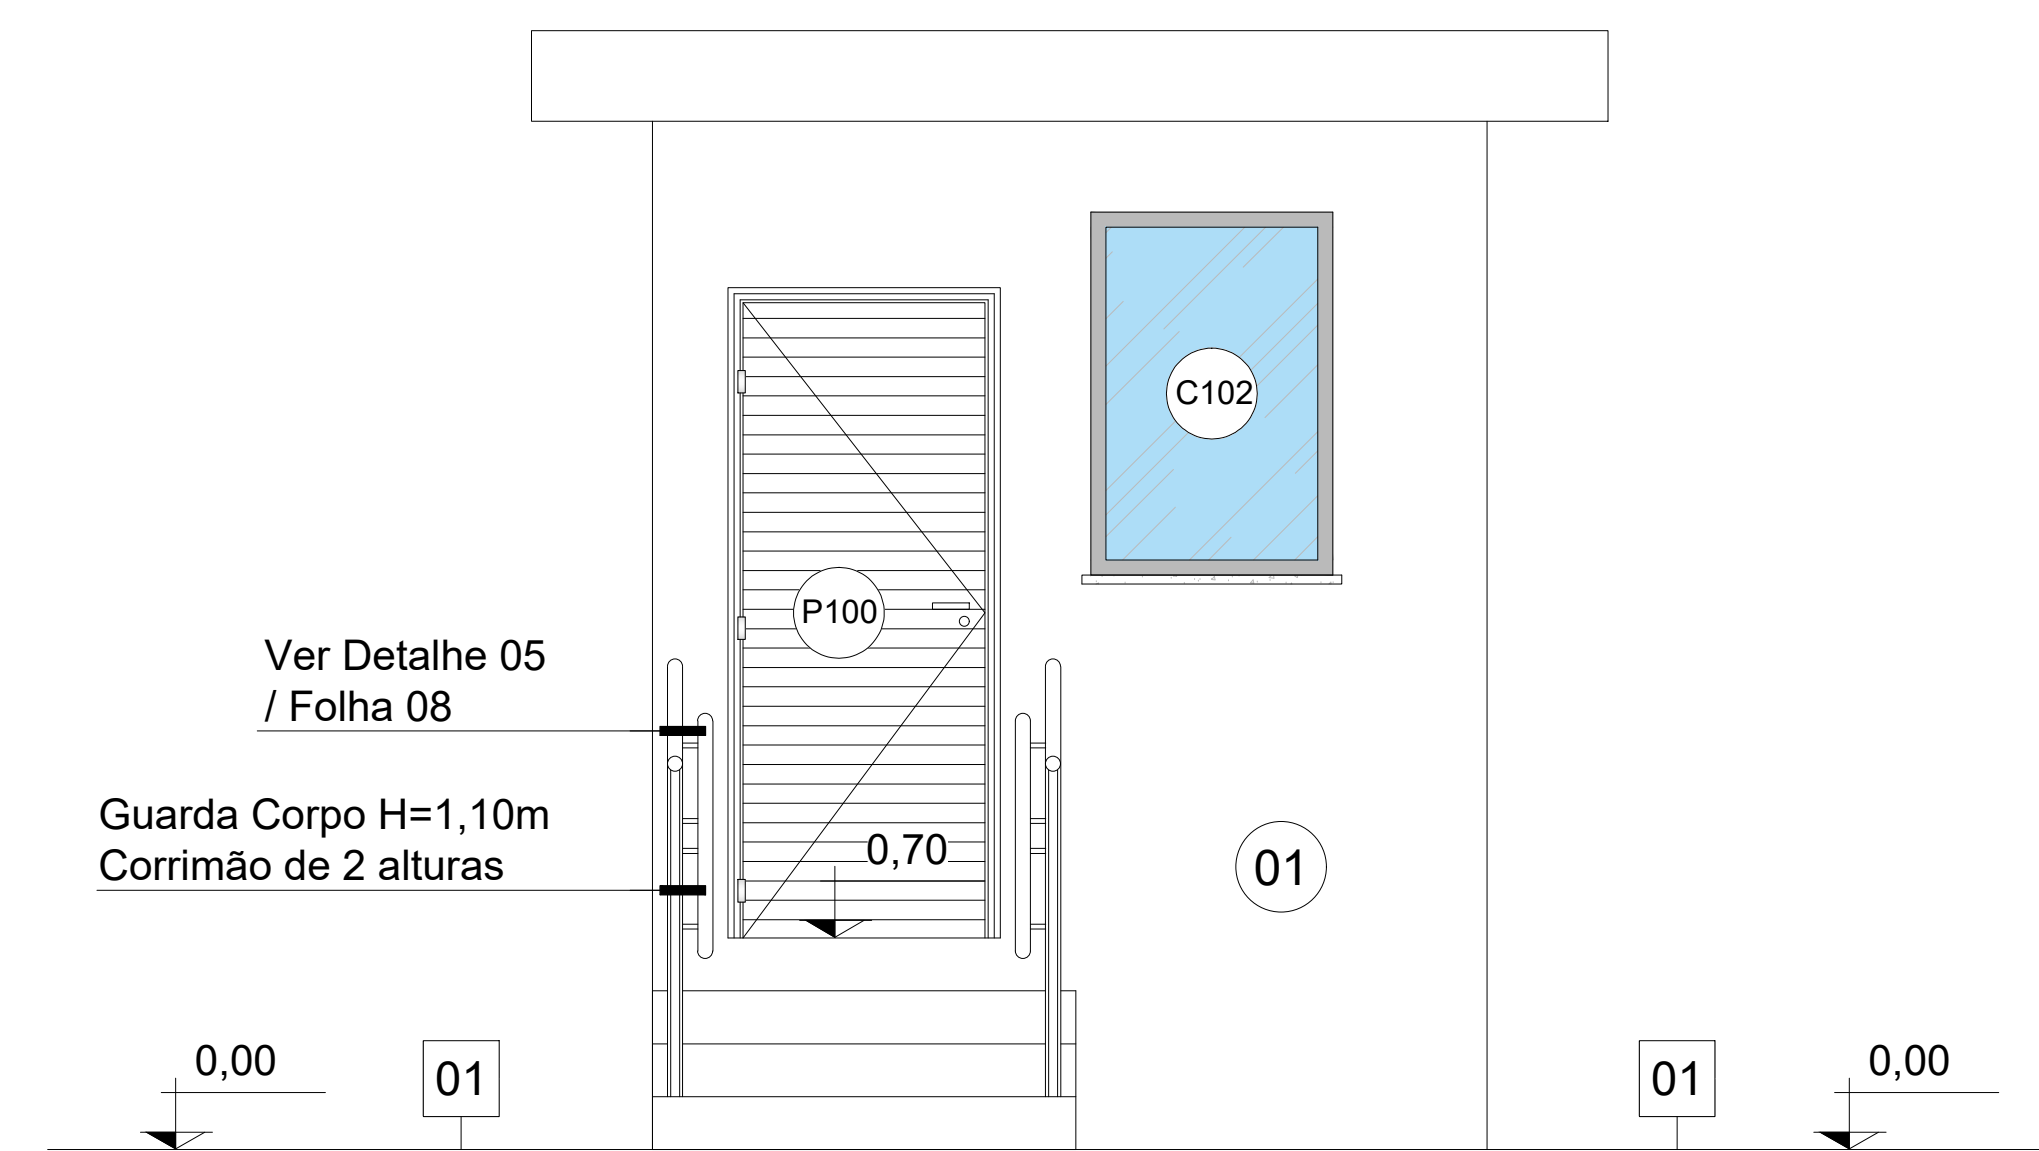 C102
P100
Ver Detalhe 05
/ Folha 08
Guarda Corpo H=1,10m
Corrimão de 2 alturas
0,70
01
0,00
01
01
0,00